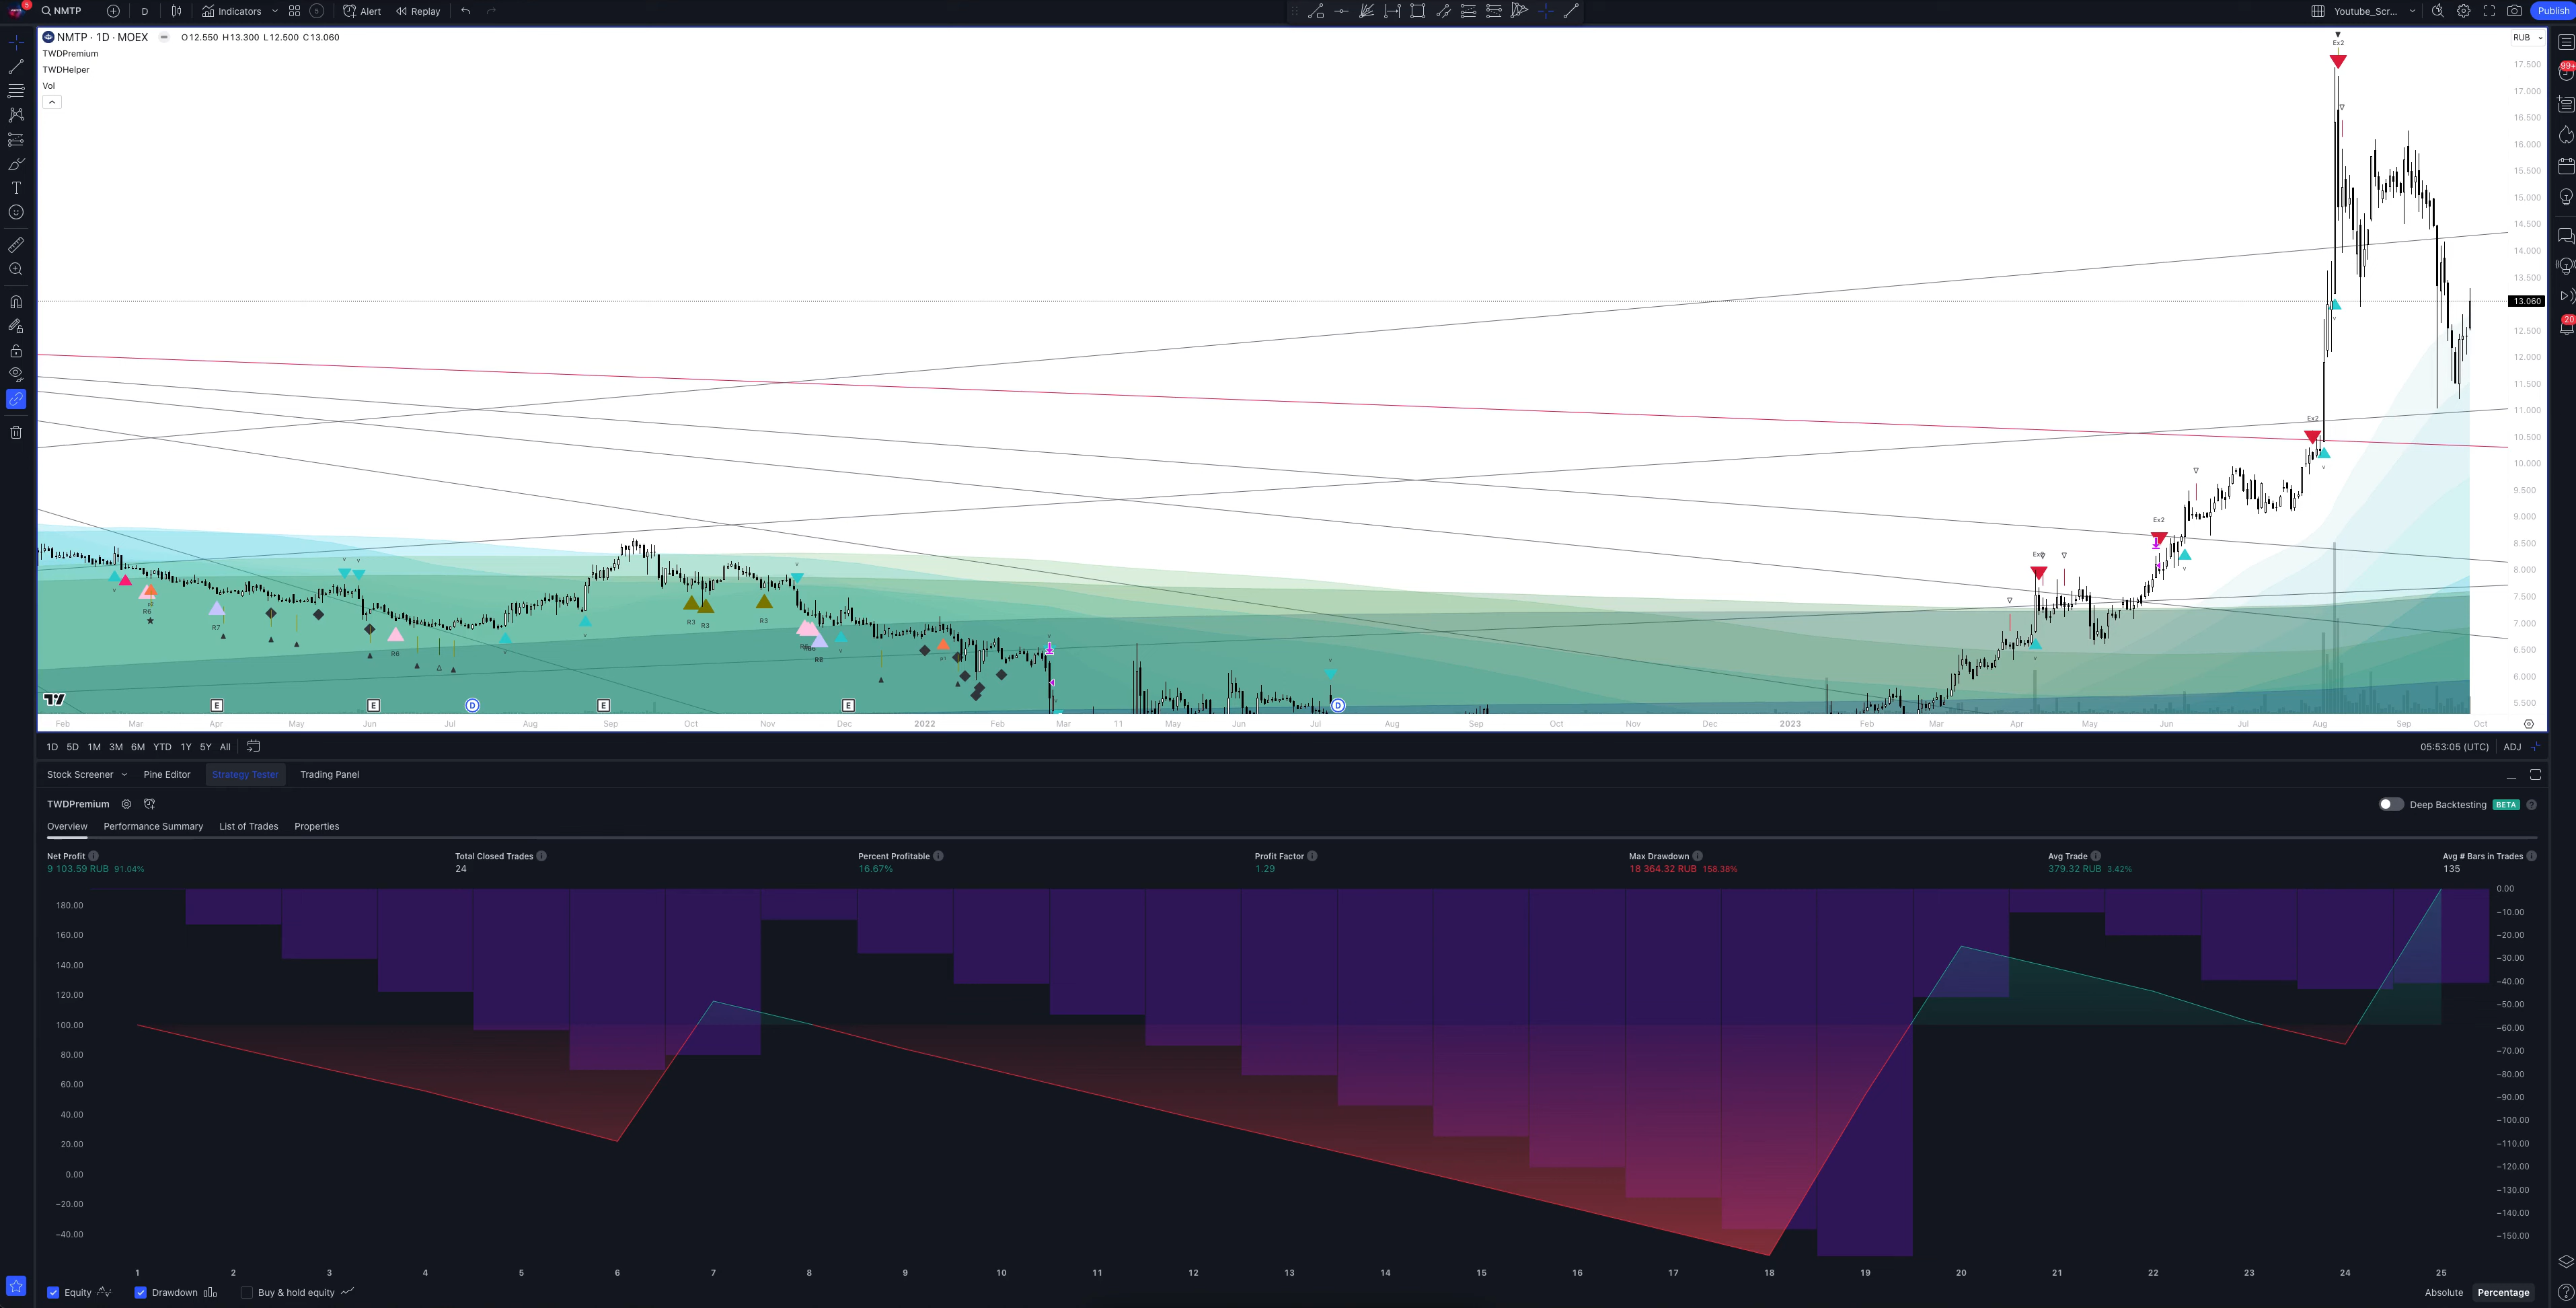 5 NMTP D Indicators 5 Alert Replay Youtube_Scr... Publish
NMTP · 1D · MOEX O12.550 H13.300 L12.500 C13.060
RUB
TWDPremium
TWDHelper
Vol
Ex2
17.500
17.000
16.500
16.000
15.500
15.000
14.500
14.000
13.500
13.060
12.500
12.000
11.500
11.000
10.500
10.000
9.500
9.000
8.500
8.000
7.500
7.000
6.500
6.000
5.500
99+
20
Ex2
Ex2
R6
R7
R6
R3
R3
R3
R8
E
E
D
E
E
D
Feb Mar Apr May Jun Jul Aug Sep Oct Nov Dec 2022 Feb Mar 11 May Jun Jul Aug Sep Oct Nov Dec 2023 Feb Mar Apr May Jun Jul Aug Sep Oct
1D 5D 1M 3M 6M YTD 1Y 5Y All 05:53:05 (UTC) ADJ
Stock Screener Pine Editor Strategy Tester Trading Panel
TWDPremium Deep Backtesting BETA
Overview Performance Summary List of Trades Properties
Net Profit Total Closed Trades Percent Profitable Profit Factor Max Drawdown Avg Trade Avg # Bars in Trades
9 103.59 RUB 91.04% 24 16.67% 1.29 18 364.32 RUB 158.38% 379.32 RUB 3.42% 135
180.00
160.00
140.00
120.00
100.00
80.00
60.00
40.00
20.00
0.00
−20.00
−40.00
0.00
−10.00
−20.00
−30.00
−40.00
−50.00
−60.00
−70.00
−80.00
−90.00
−100.00
−110.00
−120.00
−130.00
−140.00
−150.00
1 2 3 4 5 6 7 8 9 10 11 12 13 14 15 16 17 18 19 20 21 22 23 24 25
Equity Drawdown Buy & hold equity Absolute Percentage